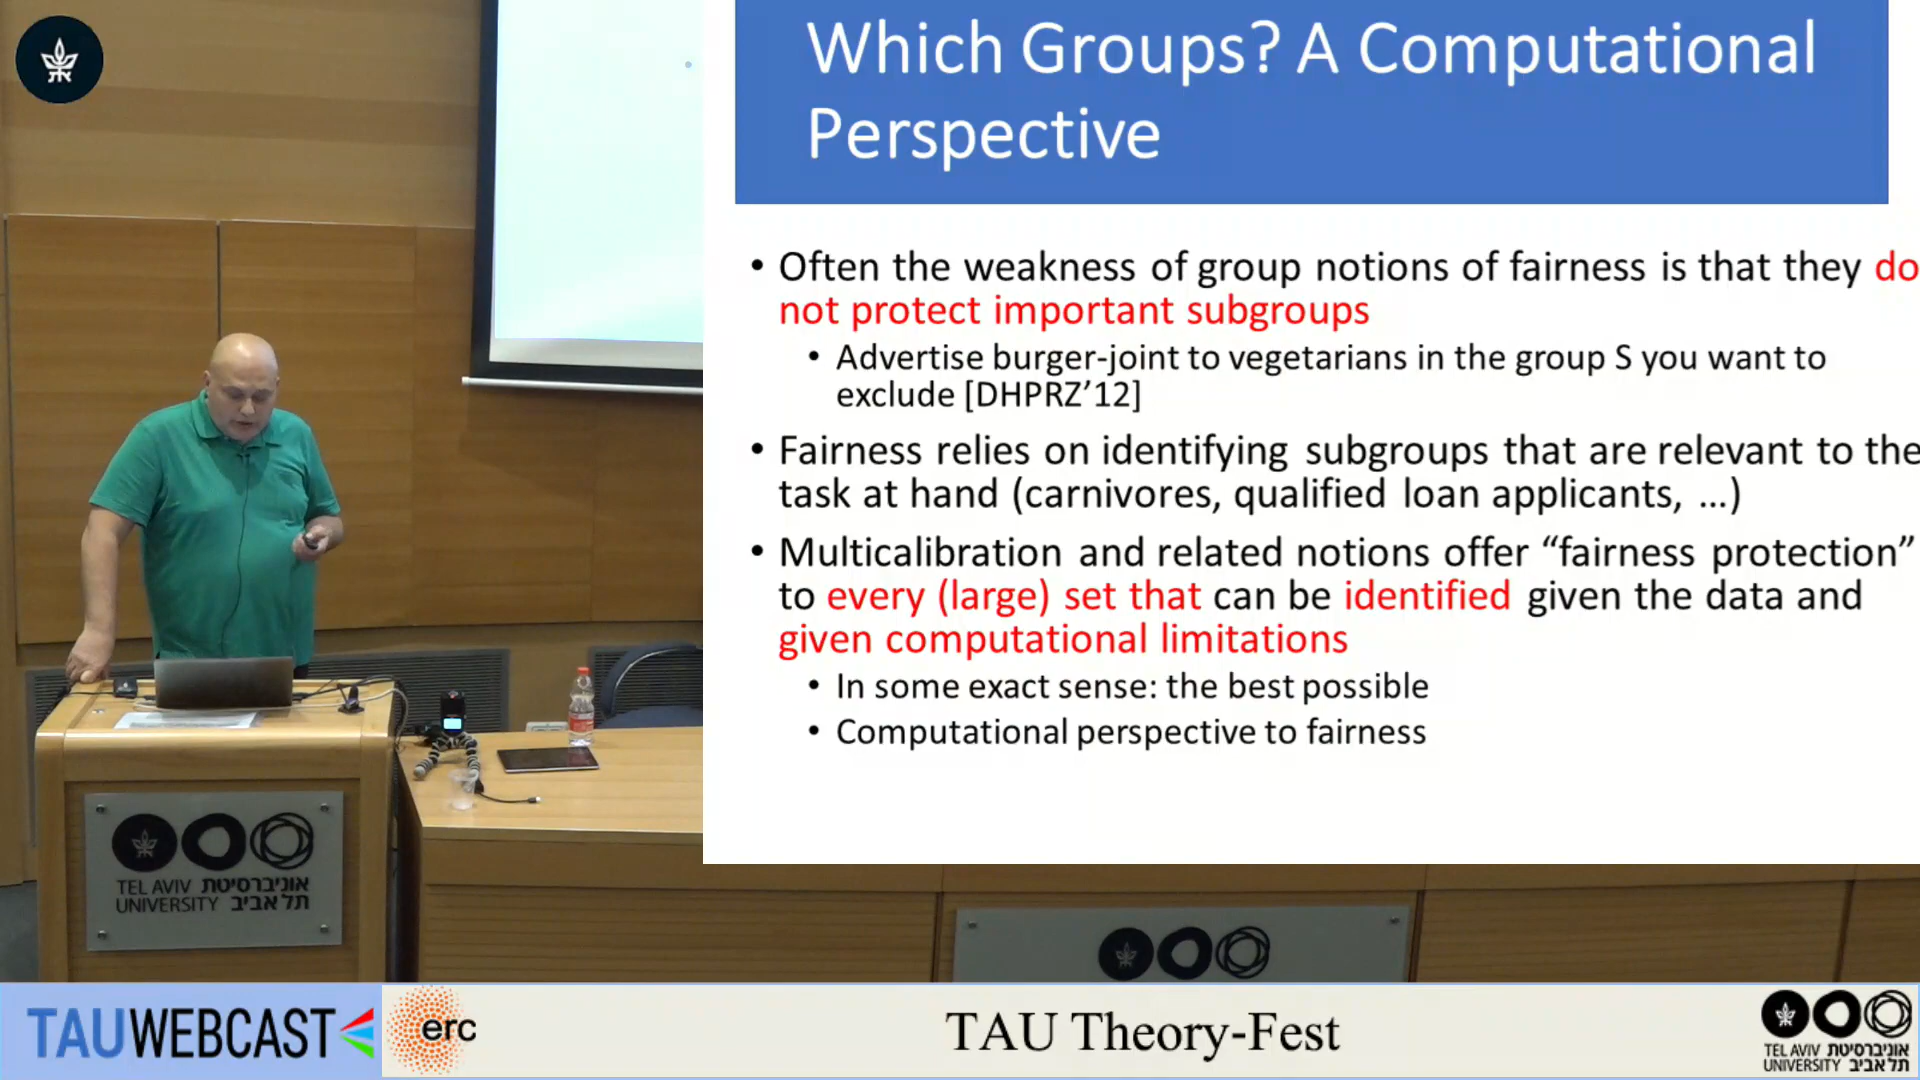 Which Groups? A Computational
Perspective
• Often the weakness of group notions of fairness is that they do
not protect important subgroups
• Advertise burger-joint to vegetarians in the group S you want to
exclude [DHPRZ’12]
• Fairness relies on identifying subgroups that are relevant to the
task at hand (carnivores, qualified loan applicants, ...)
• Multicalibration and related notions offer “fairness protection”
to every (large) set that can be identified given the data and
given computational limitations
• In some exact sense: the best possible
• Computational perspective to fairness
TEL AVIV אוניברסיטת
UNIVERSITY תל אביב
TAUWEBCAST
erc
TAU Theory-Fest
TEL AVIV אוניברסיטת
UNIVERSITY תל אביב